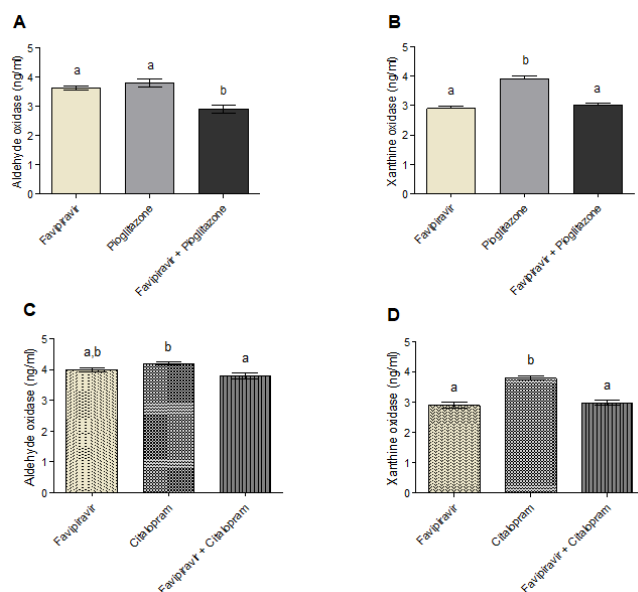 A
Aldehyde oxidase (ng/ml)
5
4
3
2
1
0
a
a
b
Favipiravir
Pioglitazone
Favipiravir + Pioglitazone
B
Xanthine oxidase (ng/ml)
5
4
3
2
1
0
a
b
a
Favipiravir
Pioglitazone
Favipiravir + Pioglitazone
C
Aldehyde oxidase (ng/ml)
5
4
3
2
1
0
a,b
b
a
Favipiravir
Citalopram
Favipiravir + Citalopram
D
Xanthine oxidase (ng/ml)
5
4
3
2
1
0
a
b
a
Favipiravir
Citalopram
Favipiravir + Citalopram